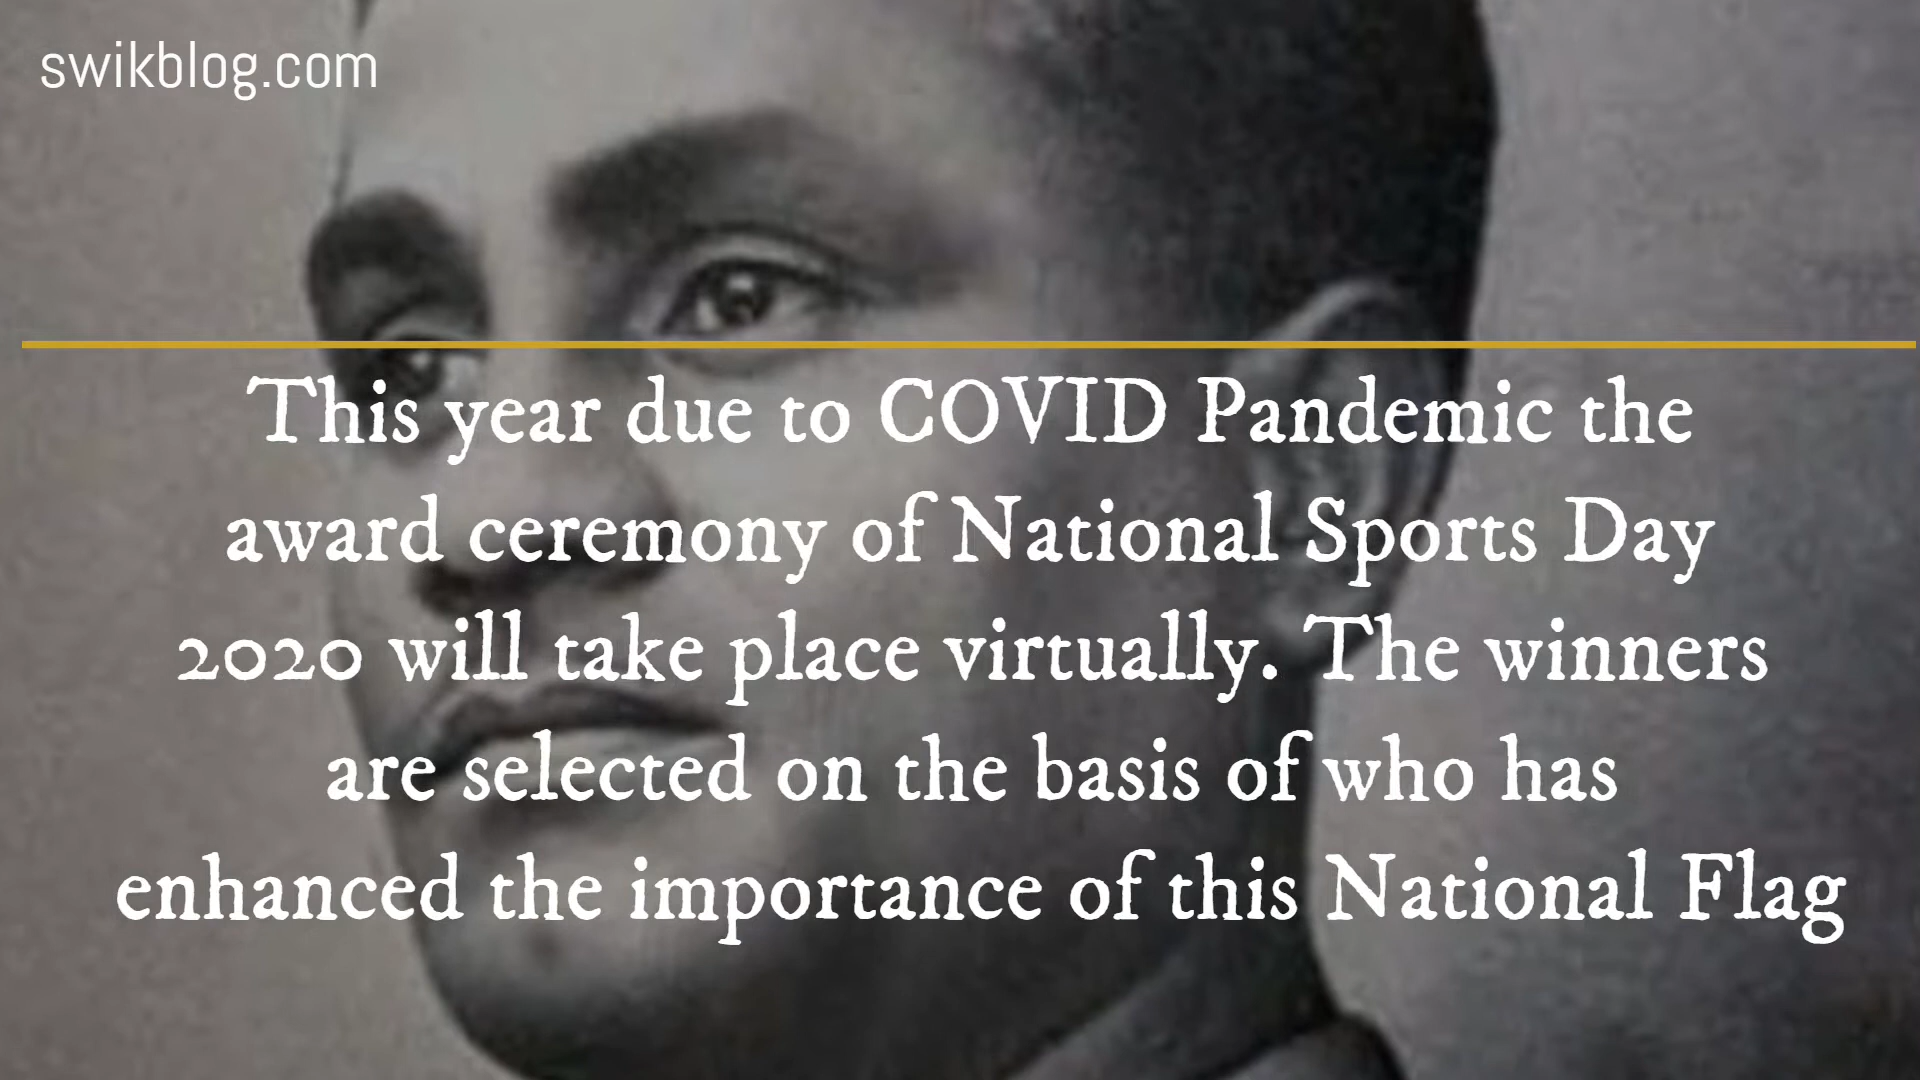 swikblog.com
This year due to COVID Pandemic the
award ceremony of National Sports Day
2020 will take place virtually. The winners
are selected on the basis of who has
enhanced the importance of this National Flag